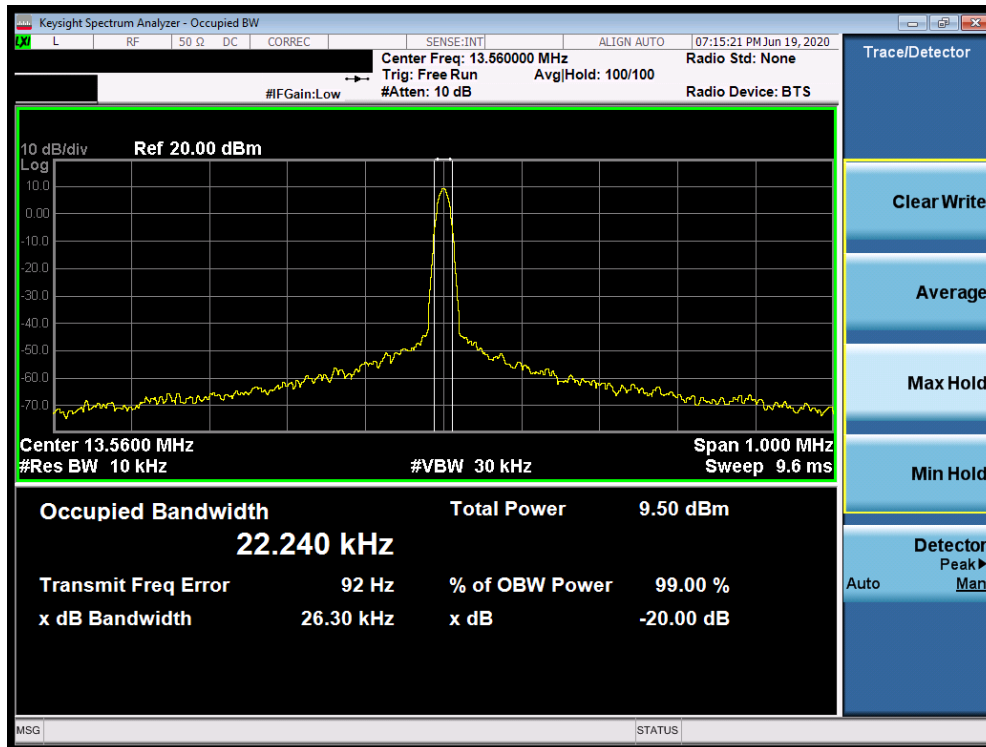 Keysight Spectrum Analyzer - Occupied BW
LXI L RF 50 Ω DC CORREC SENSE:INT ALIGN AUTO 07:15:21 PM Jun 19, 2020
Center Freq: 13.560000 MHz Radio Std: None
Trig: Free Run Avg|Hold: 100/100
#IFGain:Low #Atten: 10 dB Radio Device: BTS
10 dB/div Ref 20.00 dBm
Log
10.0
0.00
-10.0
-20.0
-30.0
-40.0
-50.0
-60.0
-70.0
Center 13.5600 MHz Span 1.000 MHz
#Res BW 10 kHz #VBW 30 kHz Sweep 9.6 ms
Occupied Bandwidth Total Power 9.50 dBm
22.240 kHz
Transmit Freq Error 92 Hz % of OBW Power 99.00 %
x dB Bandwidth 26.30 kHz x dB -20.00 dB
MSG STATUS
Trace/Detector
Clear Write
Average
Max Hold
Min Hold
Detector
Peak▶
Auto Man